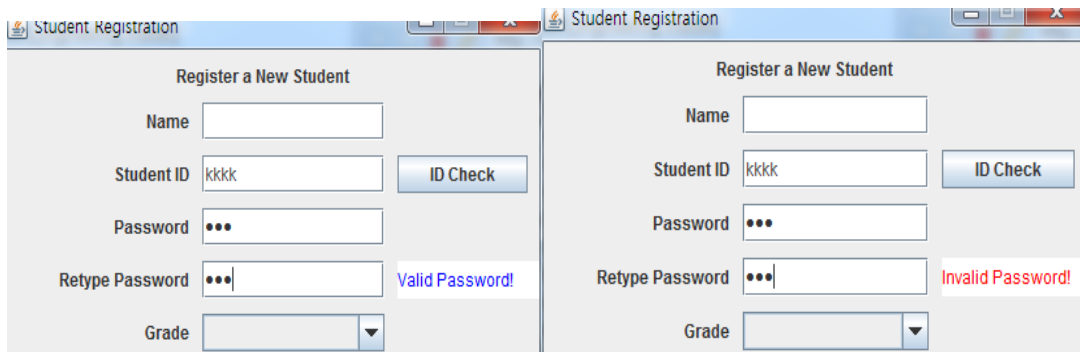 Student Registration
Register a New Student
Name
Student ID kkkk ID Check
Password •••
Retype Password ••• Valid Password!
Grade
Student Registration
Register a New Student
Name
Student ID kkkk ID Check
Password •••
Retype Password ••• Invalid Password!
Grade